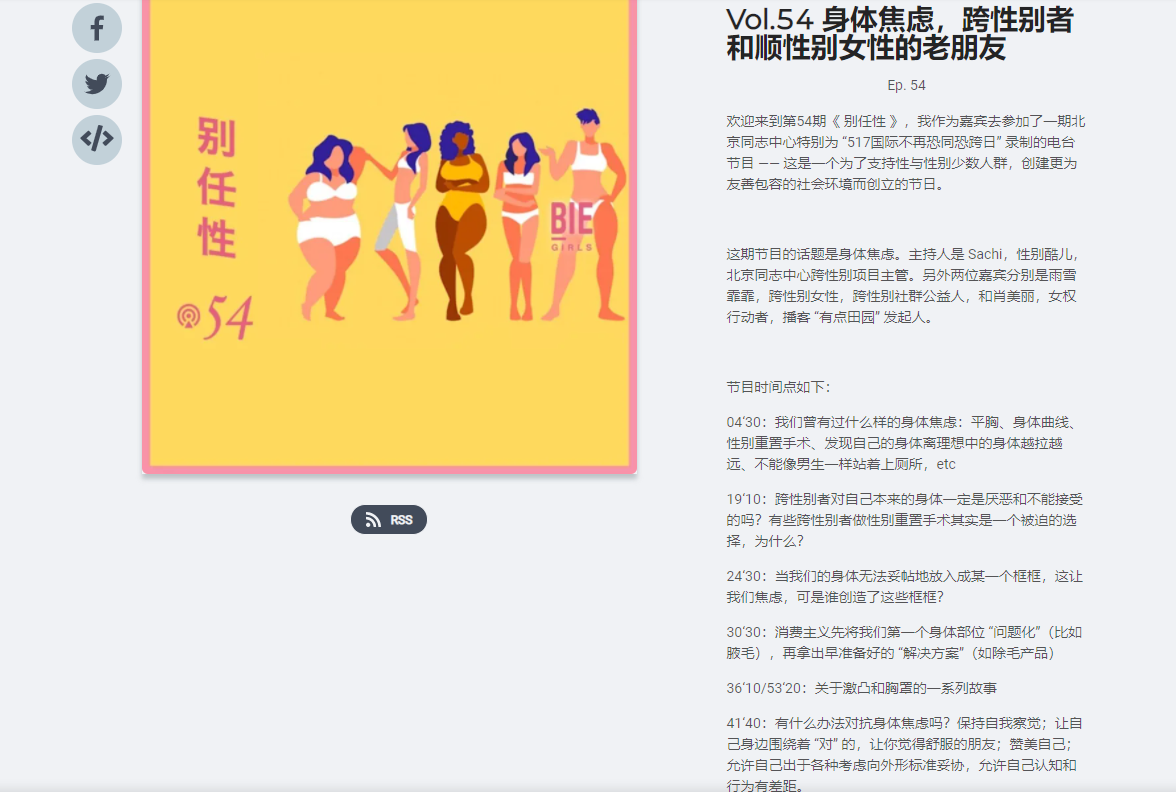 别
任
性
54
BIE
GIRLS
RSS
Vol.54 身体焦虑，跨性别者
和顺性别女性的老朋友
Ep. 54
欢迎来到第54期《 别任性 》，我作为嘉宾去参加了一期北
京同志中心特别为 “517国际不再恐同恐跨日” 录制的电台
节目 —— 这是一个为了支持性与性别少数人群，创建更为
友善包容的社会环境而创立的节日。
这期节目的话题是身体焦虑。主持人是 Sachi，性别酷儿，
北京同志中心跨性别项目主管。另外两位嘉宾分别是雨雪
霏霏，跨性别女性，跨性别社群公益人，和肖美丽，女权
行动者，播客 “有点田园” 发起人。
节目时间点如下：
04‘30：我们曾有过什么样的身体焦虑：平胸、身体曲线、
性别重置手术、发现自己的身体离理想中的身体越拉越
远、不能像男生一样站着上厕所，etc
19‘10：跨性别者对自己本来的身体一定是厌恶和不能接受
的吗？有些跨性别者做性别重置手术其实是一个被迫的选
择，为什么？
24‘30：当我们的身体无法妥帖地放入成某一个框框，这让
我们焦虑，可是谁创造了这些框框？
30‘30：消费主义先将我们第一个身体部位 “问题化”（比如
腋毛），再拿出早准备好的 “解决方案”（如除毛产品）
36‘10/53‘20：关于激凸和胸罩的一系列故事
41‘40：有什么办法对抗身体焦虑吗？保持自我察觉；让自
己身边围绕着 “对” 的，让你觉得舒服的朋友；赞美自己；
允许自己出于各种考虑向外形标准妥协，允许自己认知和
行为有差距。